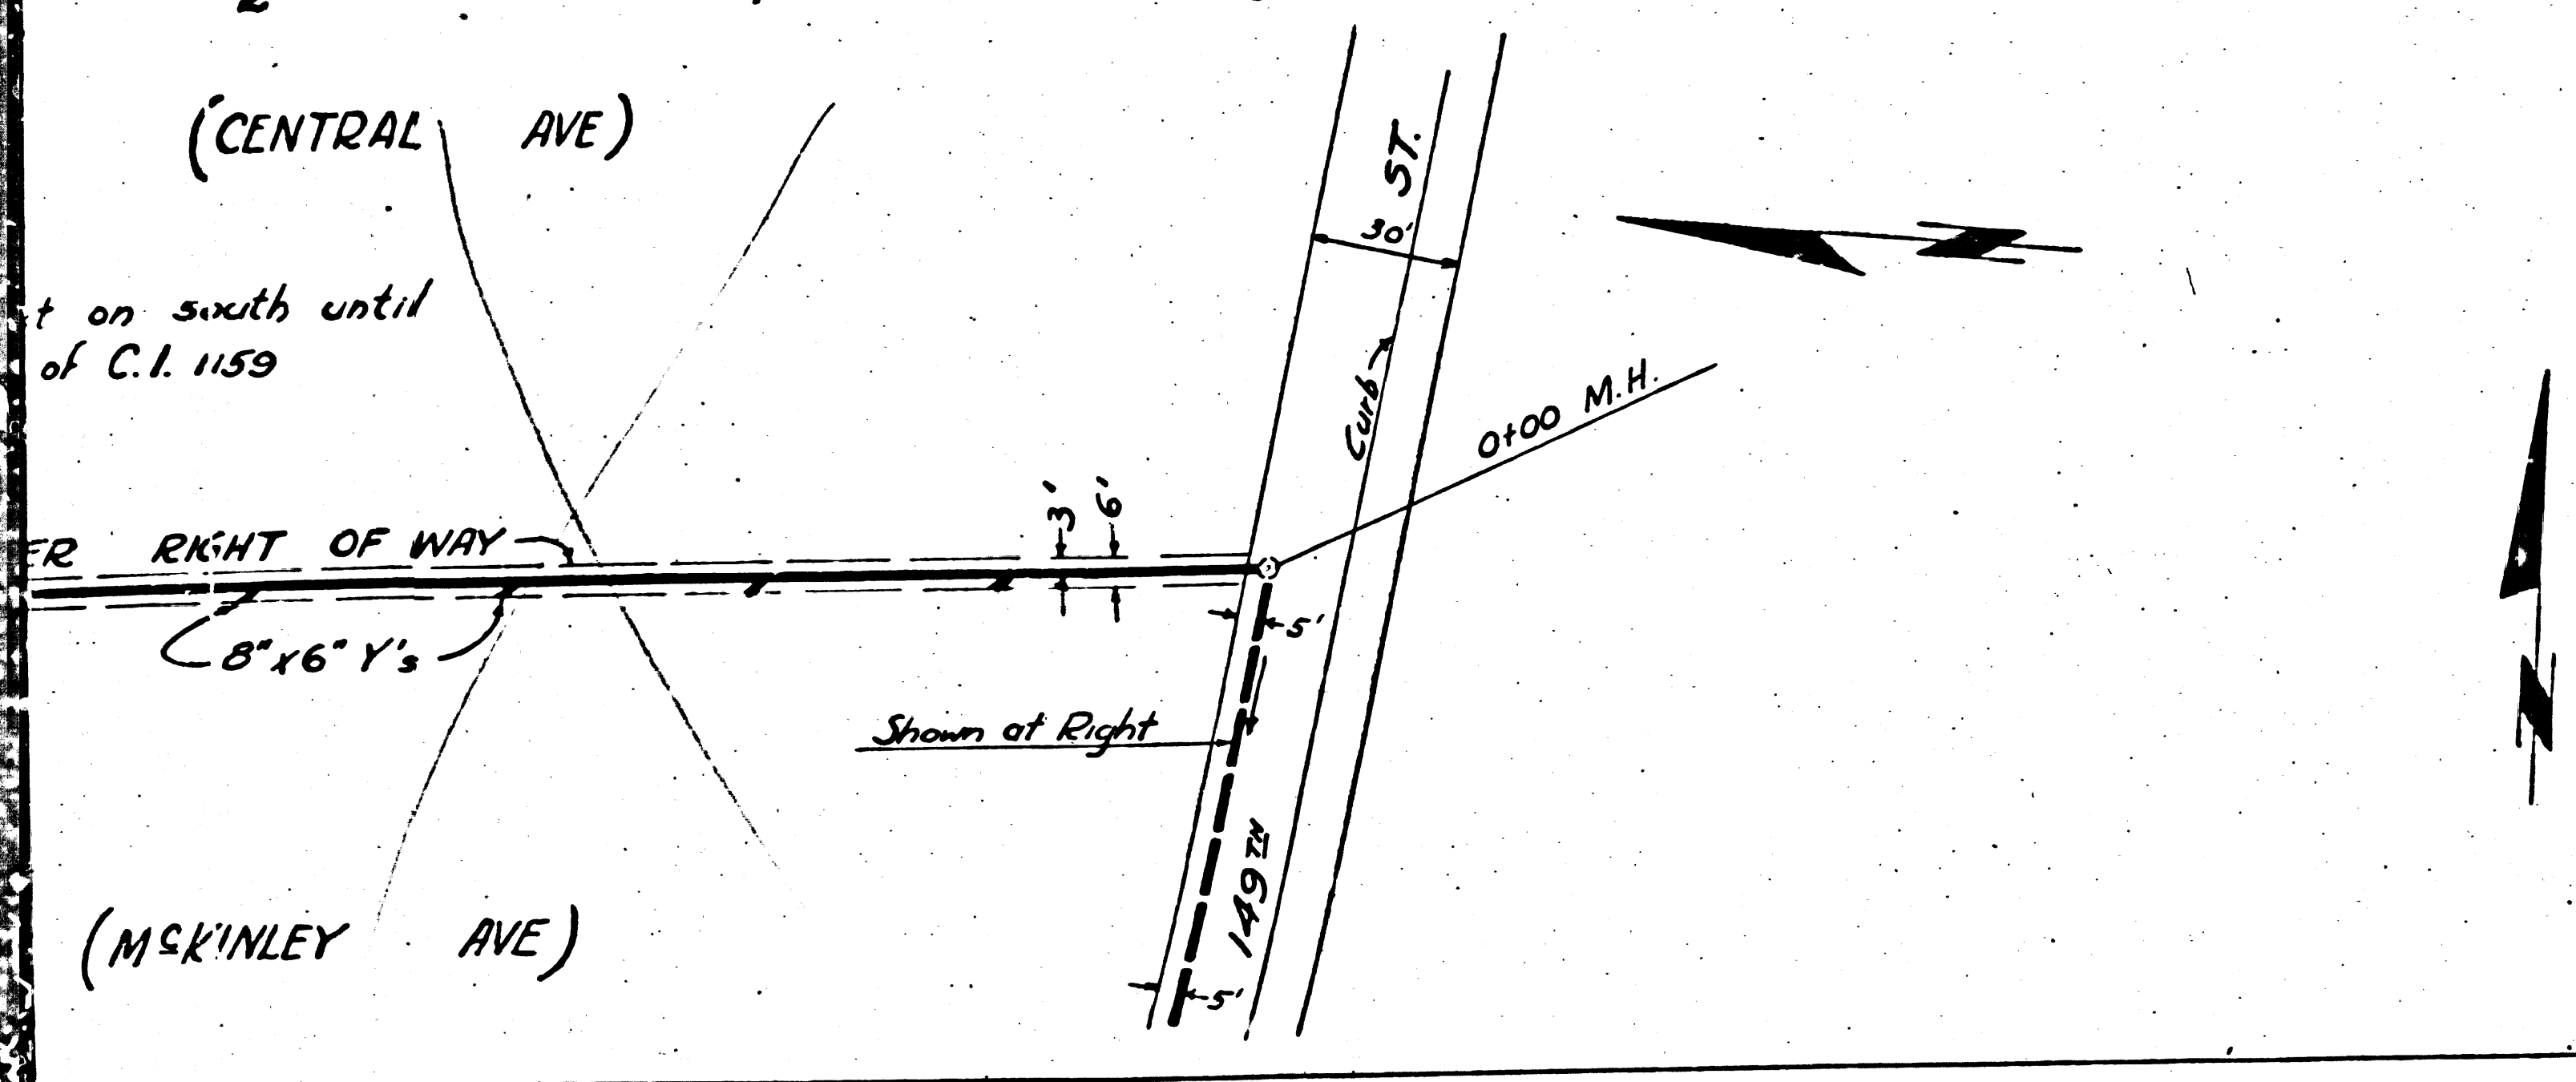 (CENTRAL AVE)
ST.
30'
on south until
of C.I. 1159
Curb
0+00 M.H.
3' 6'
RIGHT OF WAY
5'
8"x6" Y's
Shown at Right
149TH
(McKINLEY AVE)
5'
N
N